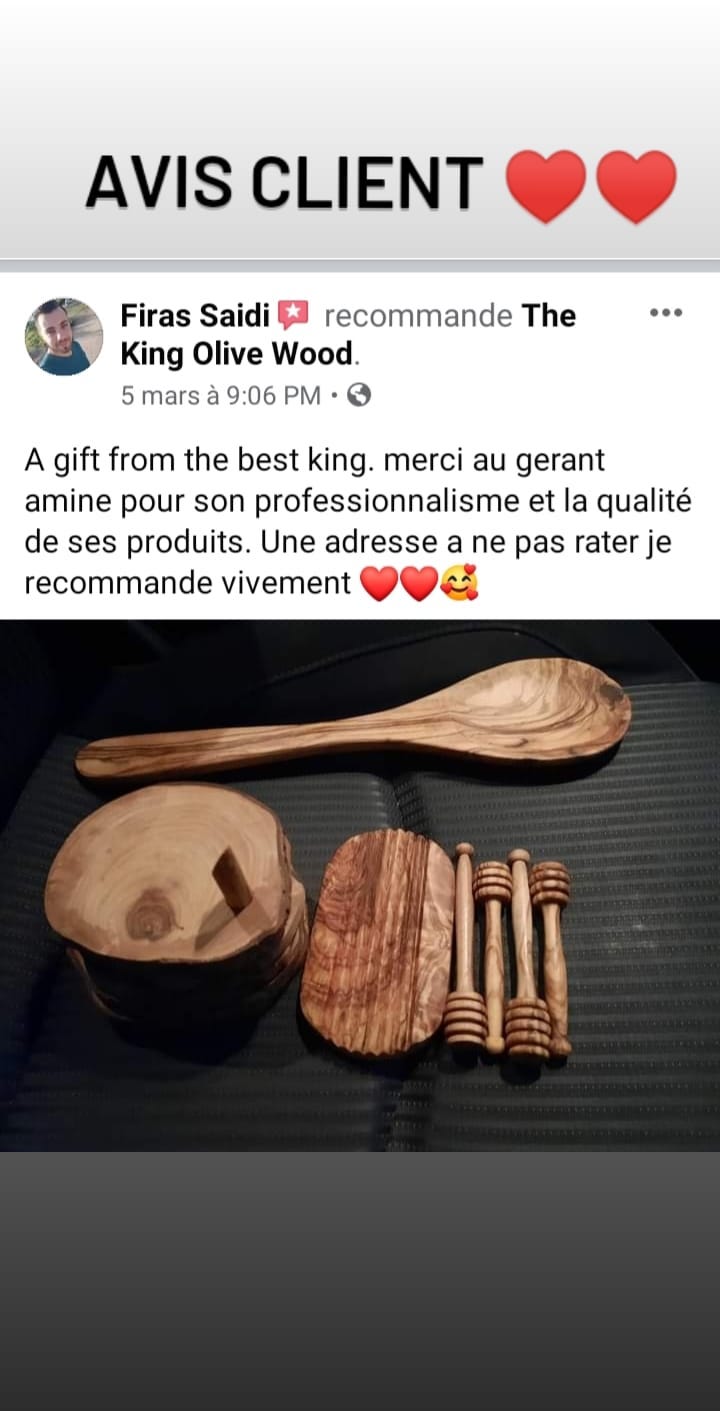 AVIS CLIENT ❤️❤️
Firas Saidi recommande The
King Olive Wood.
5 mars à 9:06 PM •
A gift from the best king. merci au gerant
amine pour son professionnalisme et la qualité
de ses produits. Une adresse a ne pas rater je
recommande vivement ❤️❤️🥰